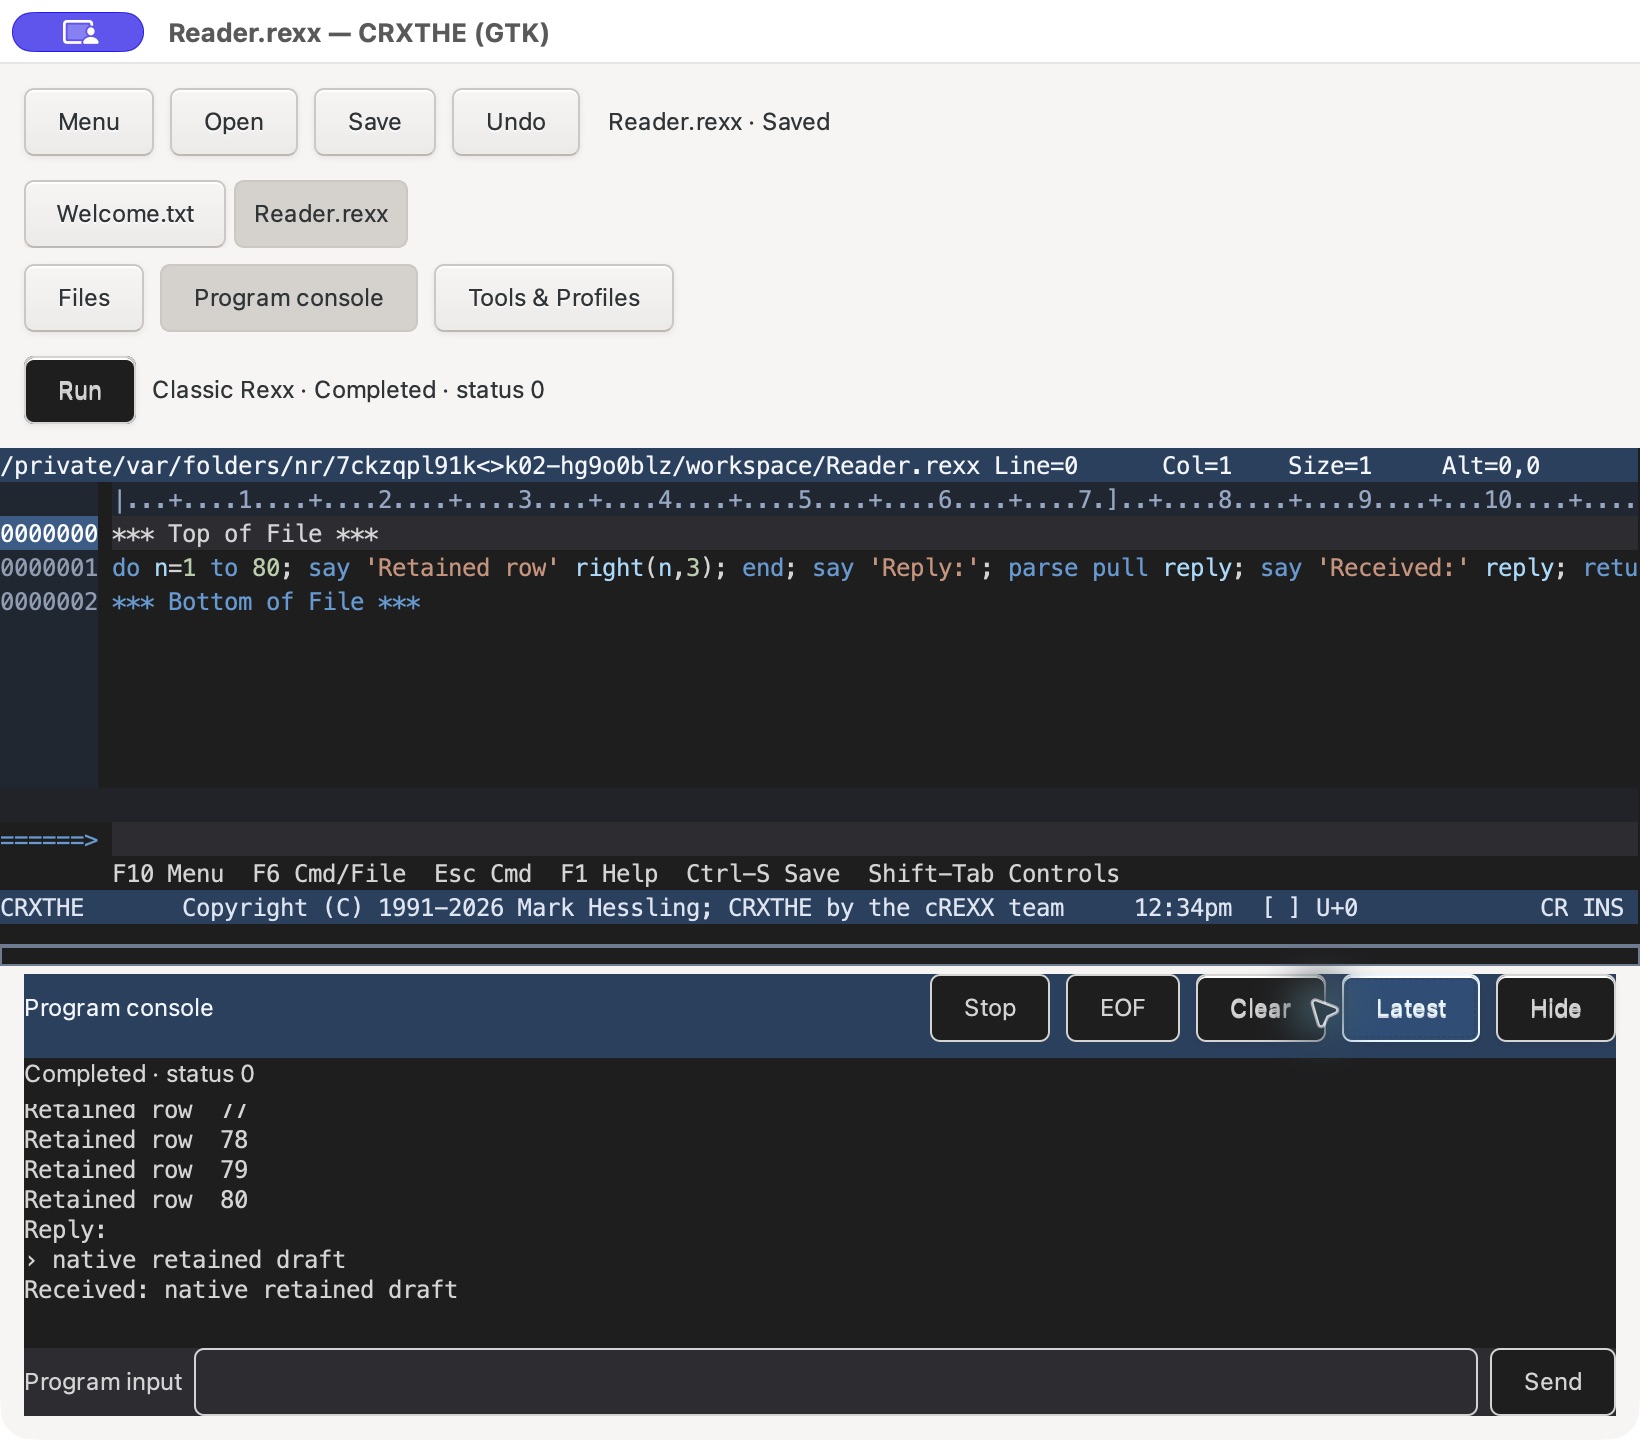 Reader.rexx — CRXTHE (GTK)
Menu Open Save Undo Reader.rexx · Saved
Welcome.txt Reader.rexx
Files Program console Tools & Profiles
Run Classic Rexx · Completed · status 0
/private/var/folders/nr/7ckzqpl91k<>k02-hg9o0blz/workspace/Reader.rexx Line=0 Col=1 Size=1 Alt=0,0
|...+....1....+....2....+....3....+....4....+....5....+....6....+....7.]..+....8....+....9....+...10....+....
0000000 *** Top of File ***
0000001 do n=1 to 80; say 'Retained row' right(n,3); end; say 'Reply:'; parse pull reply; say 'Received:' reply; retu
0000002 *** Bottom of File ***
======>
F10 Menu F6 Cmd/File Esc Cmd F1 Help Ctrl-S Save Shift-Tab Controls
CRXTHE Copyright (C) 1991-2026 Mark Hessling; CRXTHE by the cREXX team 12:34pm [ ] U+0 CR INS
Program console Stop EOF Clear Latest Hide
Completed · status 0
Retained row 77
Retained row 78
Retained row 79
Retained row 80
Reply:
› native retained draft
Received: native retained draft
Program input Send